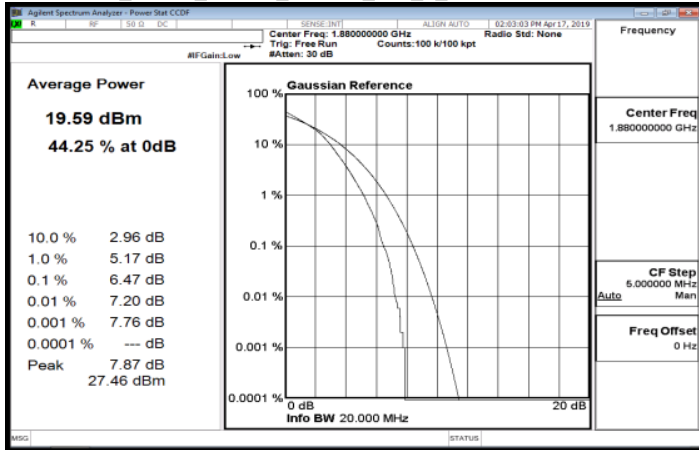 Agilent Spectrum Analyzer - Power Stat CCDF
R RF 50 Ω DC SENSE:INT ALIGN AUTO 02:03:03 PM Apr 17, 2019
Center Freq: 1.880000000 GHz Radio Std: None
Trig: Free Run Counts:100 k/100 kpt
#IFGain:Low #Atten: 30 dB
Frequency
Average Power
19.59 dBm
44.25 % at 0dB
10.0 % 2.96 dB
1.0 % 5.17 dB
0.1 % 6.47 dB
0.01 % 7.20 dB
0.001 % 7.76 dB
0.0001 % --- dB
Peak 7.87 dB
27.46 dBm
Gaussian Reference
100 %
10 %
1 %
0.1 %
0.01 %
0.001 %
0.0001 %
0 dB 20 dB
Info BW 20.000 MHz
Center Freq
1.880000000 GHz
CF Step
5.000000 MHz
Auto Man
Freq Offset
0 Hz
MSG STATUS